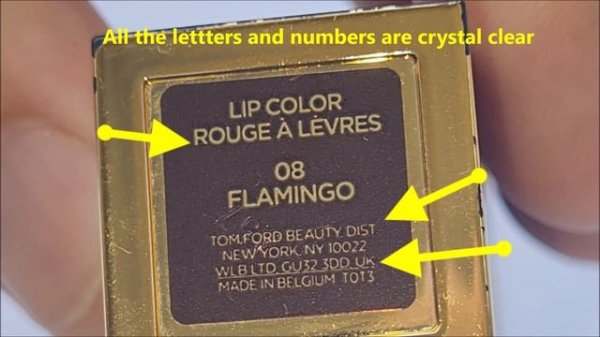 All the lettters and numbers are crystal clear
LIP COLOR
ROUGE À LÈVRES
08
FLAMINGO
TOM FORD BEAUTY, DIST.
NEW YORK, NY 10022
WLB LTD. GU32 3DD, UK
MADE IN BELGIUM T0T3